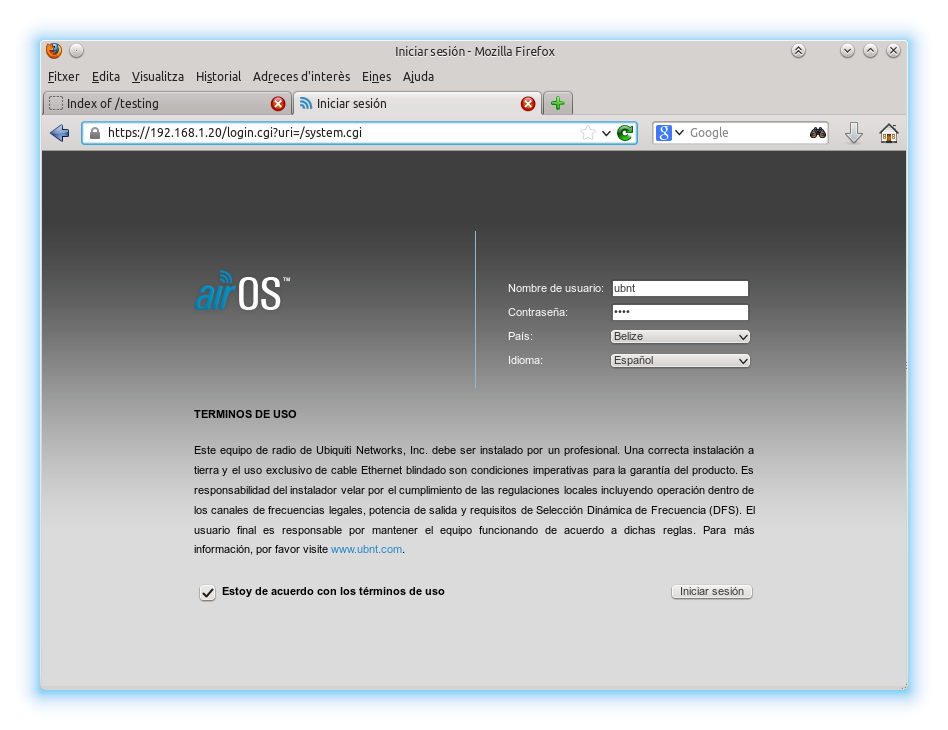 Iniciar sesión - Mozilla Firefox
Fitxer Edita Visualitza Historial Adreces d'interès Eines Ajuda
Index of /testing Iniciar sesión
https://192.168.1.20/login.cgi?uri=/system.cgi 8 Google
airOS™
Nombre de usuario: ubnt
Contraseña: ••••
País: Belize
Idioma: Español
TERMINOS DE USO
Este equipo de radio de Ubiquiti Networks, Inc. debe ser instalado por un profesional. Una correcta instalación a
tierra y el uso exclusivo de cable Ethernet blindado son condiciones imperativas para la garantía del producto. Es
responsabilidad del instalador velar por el cumplimiento de las regulaciones locales incluyendo operación dentro de
los canales de frecuencias legales, potencia de salida y requisitos de Selección Dinámica de Frecuencia (DFS). El
usuario final es responsable por mantener el equipo funcionando de acuerdo a dichas reglas. Para más
información, por favor visite www.ubnt.com.
Estoy de acuerdo con los términos de uso Iniciar sesión